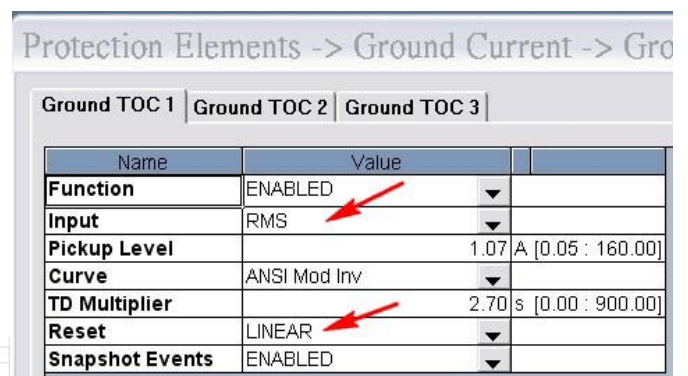 Protection Elements -> Ground Current -> Gro
Ground TOC 1 Ground TOC 2 Ground TOC 3
Name Value
Function ENABLED
Input RMS
Pickup Level 1.07 A [0.05 : 160.00]
Curve ANSI Mod Inv
TD Multiplier 2.70 s [0.00 : 900.00]
Reset LINEAR
Snapshot Events ENABLED